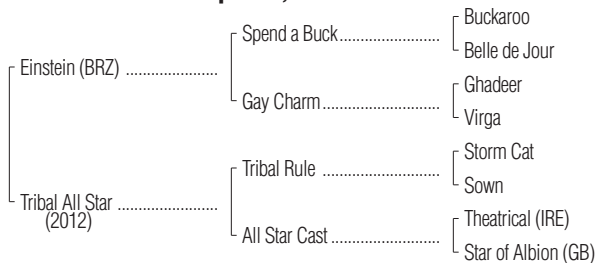 Buckaroo
Spend a Buck....................
Belle de Jour
Einstein (BRZ) ......................
Ghadeer
Gay Charm..........................
Virga
Storm Cat
Tribal Rule ..........................
Sown
Tribal All Star ........................
(2012)
Theatrical (IRE)
All Star Cast........................
Star of Albion (GB)